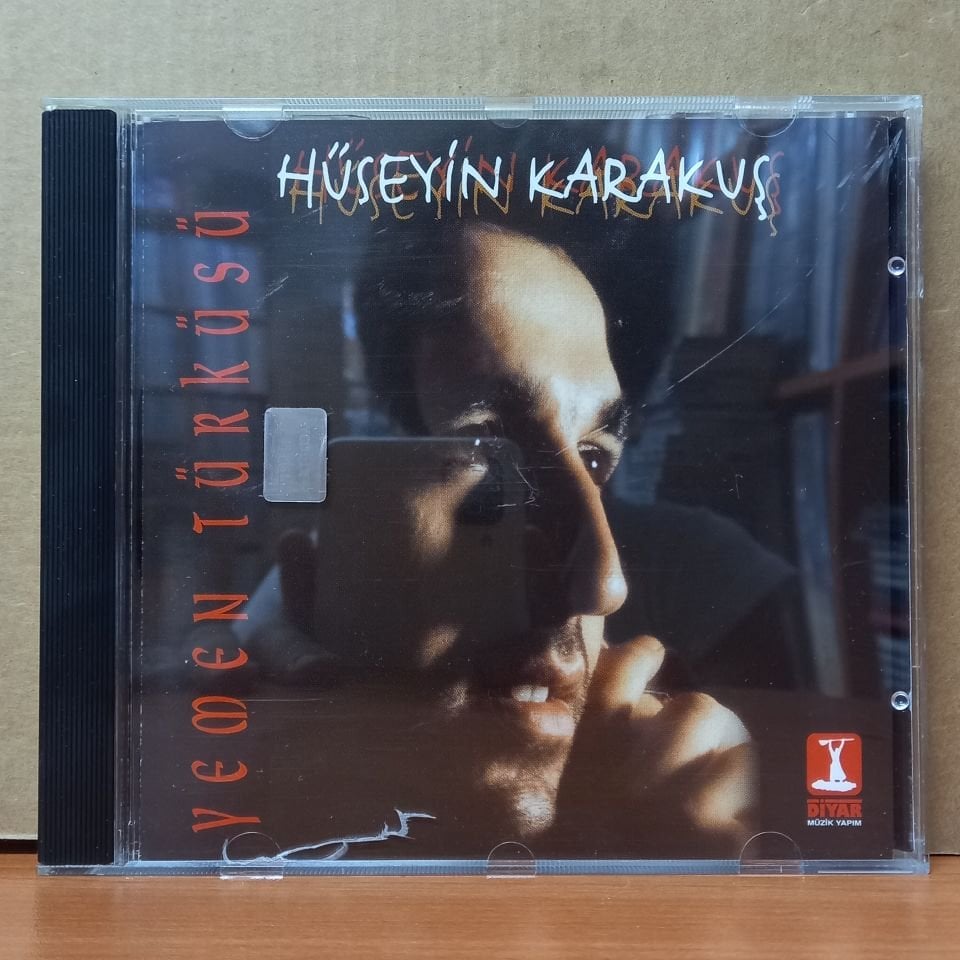 HÜSEYİN KARAKUŞ
YEMEN TÜRKÜSÜ
DİYAR
MÜZİK YAPIM